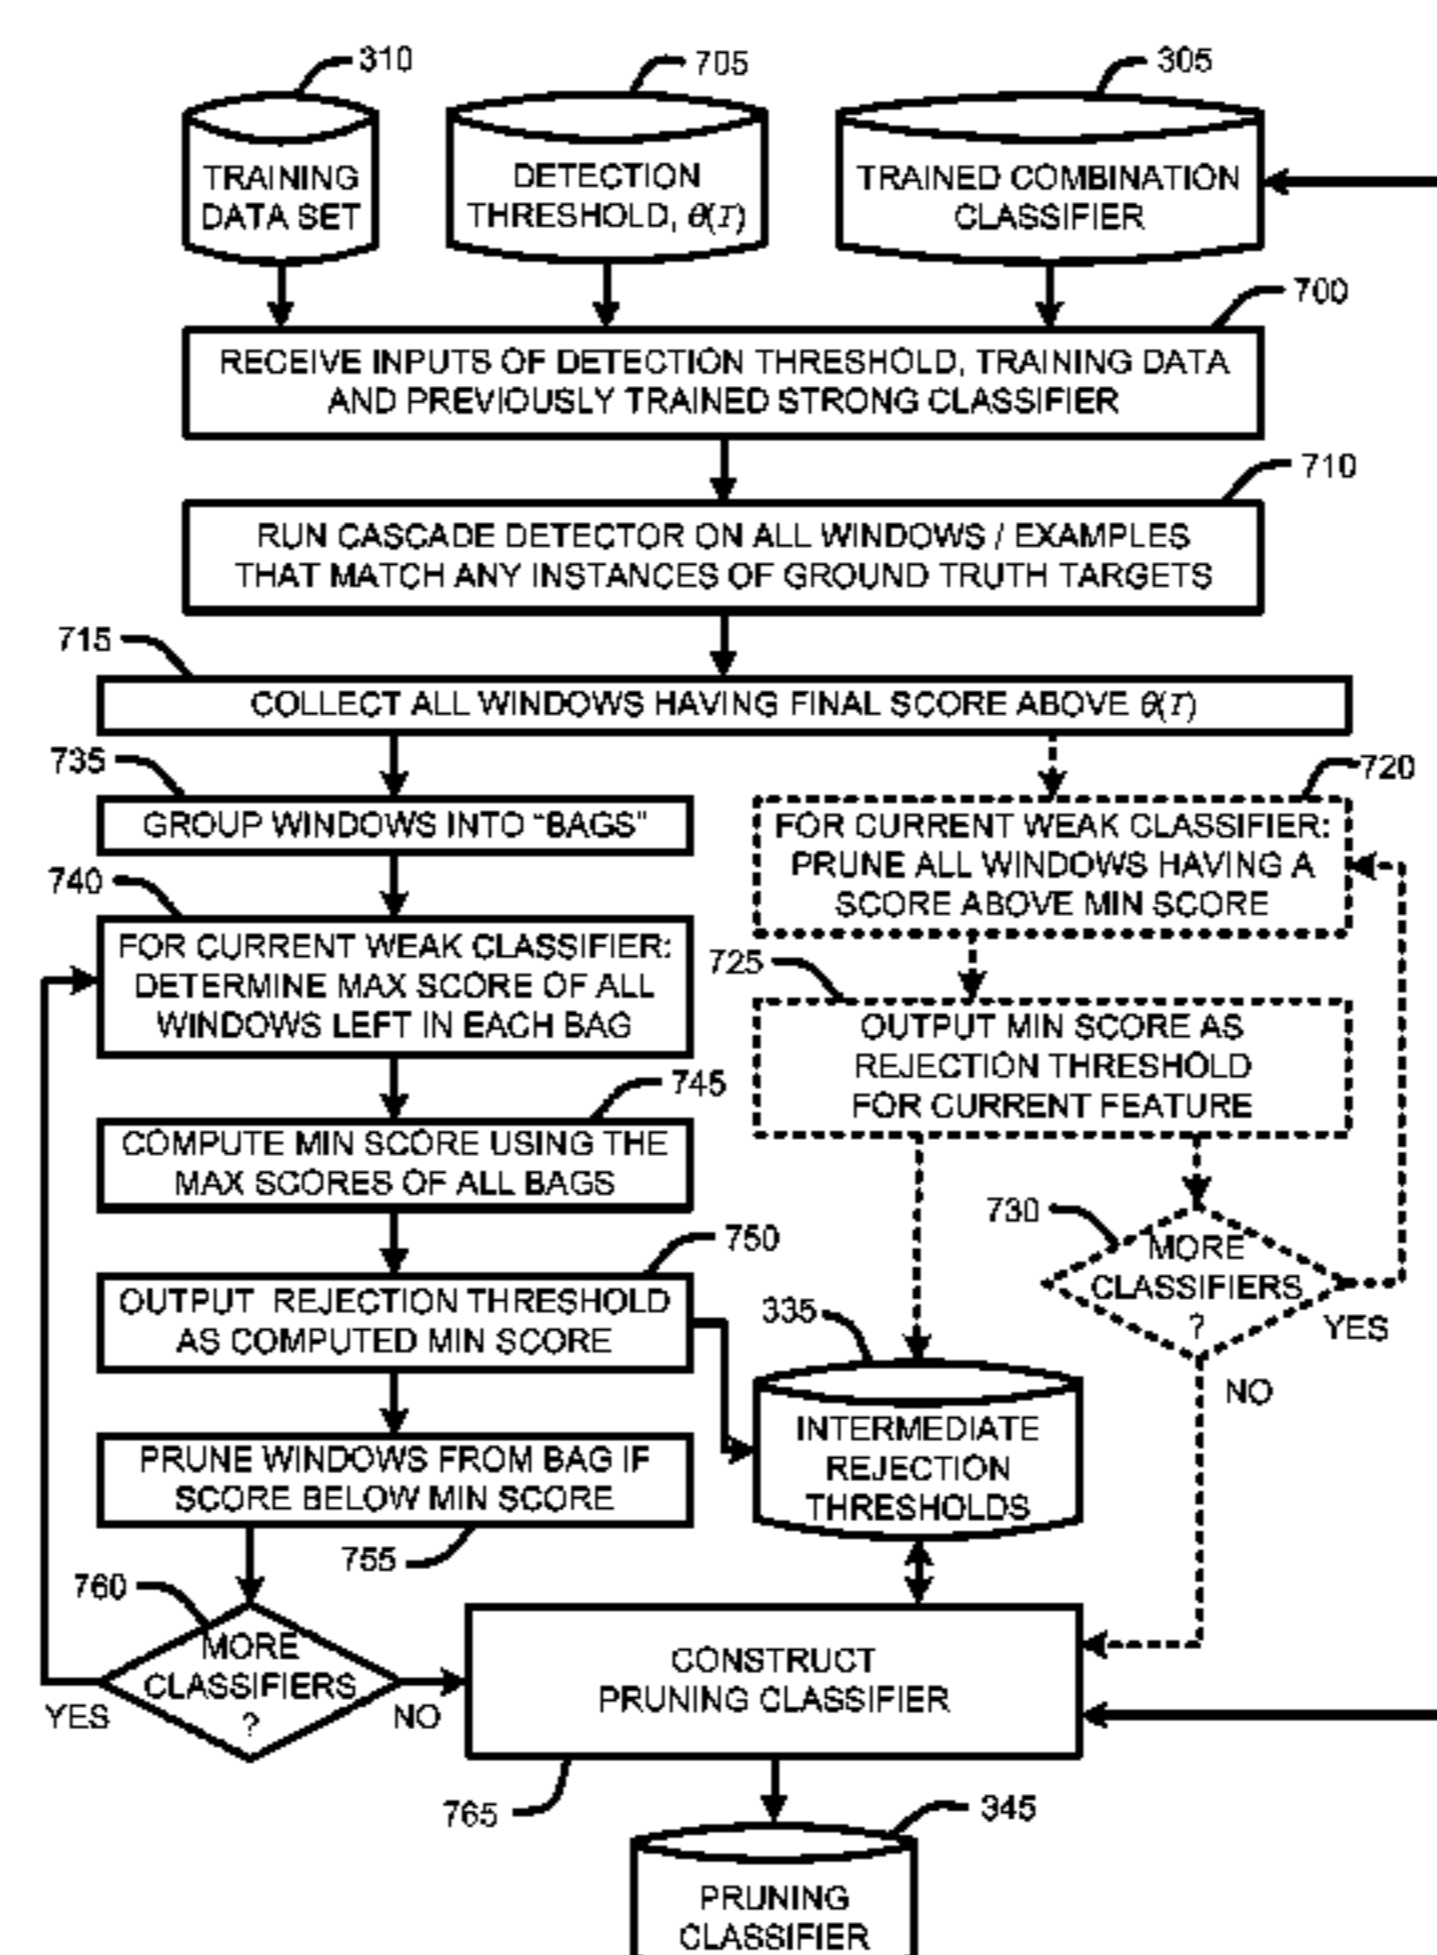 310
705
305
TRAINING
DATA SET
DETECTION
THRESHOLD, θ(T)
TRAINED COMBINATION
CLASSIFIER
700
RECEIVE INPUTS OF DETECTION THRESHOLD, TRAINING DATA
AND PREVIOUSLY TRAINED STRONG CLASSIFIER
710
RUN CASCADE DETECTOR ON ALL WINDOWS / EXAMPLES
THAT MATCH ANY INSTANCES OF GROUND TRUTH TARGETS
715
COLLECT ALL WINDOWS HAVING FINAL SCORE ABOVE θ(T)
735
GROUP WINDOWS INTO “BAGS”
740
FOR CURRENT WEAK CLASSIFIER:
DETERMINE MAX SCORE OF ALL
WINDOWS LEFT IN EACH BAG
745
COMPUTE MIN SCORE USING THE
MAX SCORES OF ALL BAGS
750
OUTPUT REJECTION THRESHOLD
AS COMPUTED MIN SCORE
PRUNE WINDOWS FROM BAG IF
SCORE BELOW MIN SCORE
755
760
MORE
CLASSIFIERS
?
YES
NO
720
FOR CURRENT WEAK CLASSIFIER:
PRUNE ALL WINDOWS HAVING A
SCORE ABOVE MIN SCORE
725
OUTPUT MIN SCORE AS
REJECTION THRESHOLD
FOR CURRENT FEATURE
730
MORE
CLASSIFIERS
?
YES
NO
335
INTERMEDIATE
REJECTION
THRESHOLDS
CONSTRUCT
PRUNING CLASSIFIER
765
345
PRUNING
CLASSIFIER